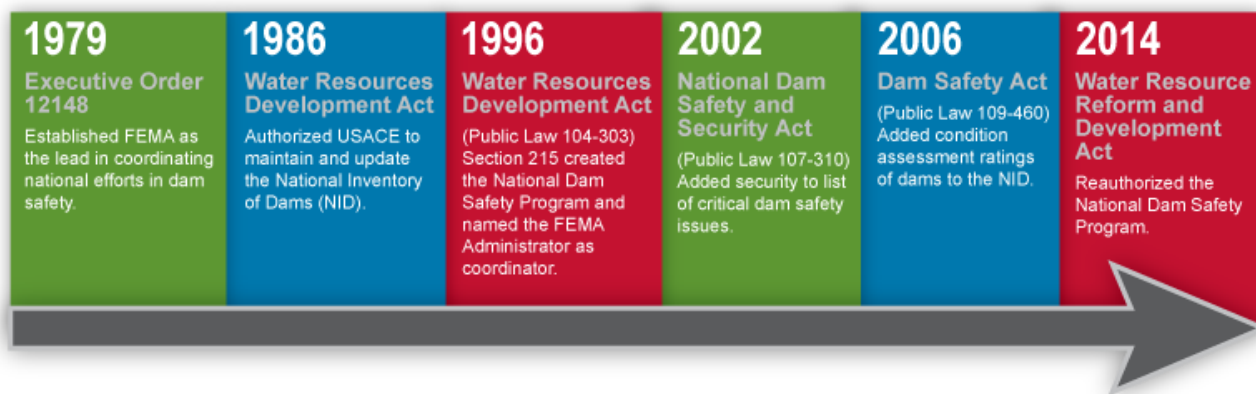 1979
Executive Order
12148
Established FEMA as
the lead in coordinating
national efforts in dam
safety.
1986
Water Resources
Development Act
Authorized USACE to
maintain and update
the National Inventory
of Dams (NID).
1996
Water Resources
Development Act
(Public Law 104-303)
Section 215 created
the National Dam
Safety Program and
named the FEMA
Administrator as
coordinator.
2002
National Dam
Safety and
Security Act
(Public Law 107-310)
Added security to list
of critical dam safety
issues.
2006
Dam Safety Act
(Public Law 109-460)
Added condition
assessment ratings
of dams to the NID.
2014
Water Resource
Reform and
Development
Act
Reauthorized the
National Dam Safety
Program.